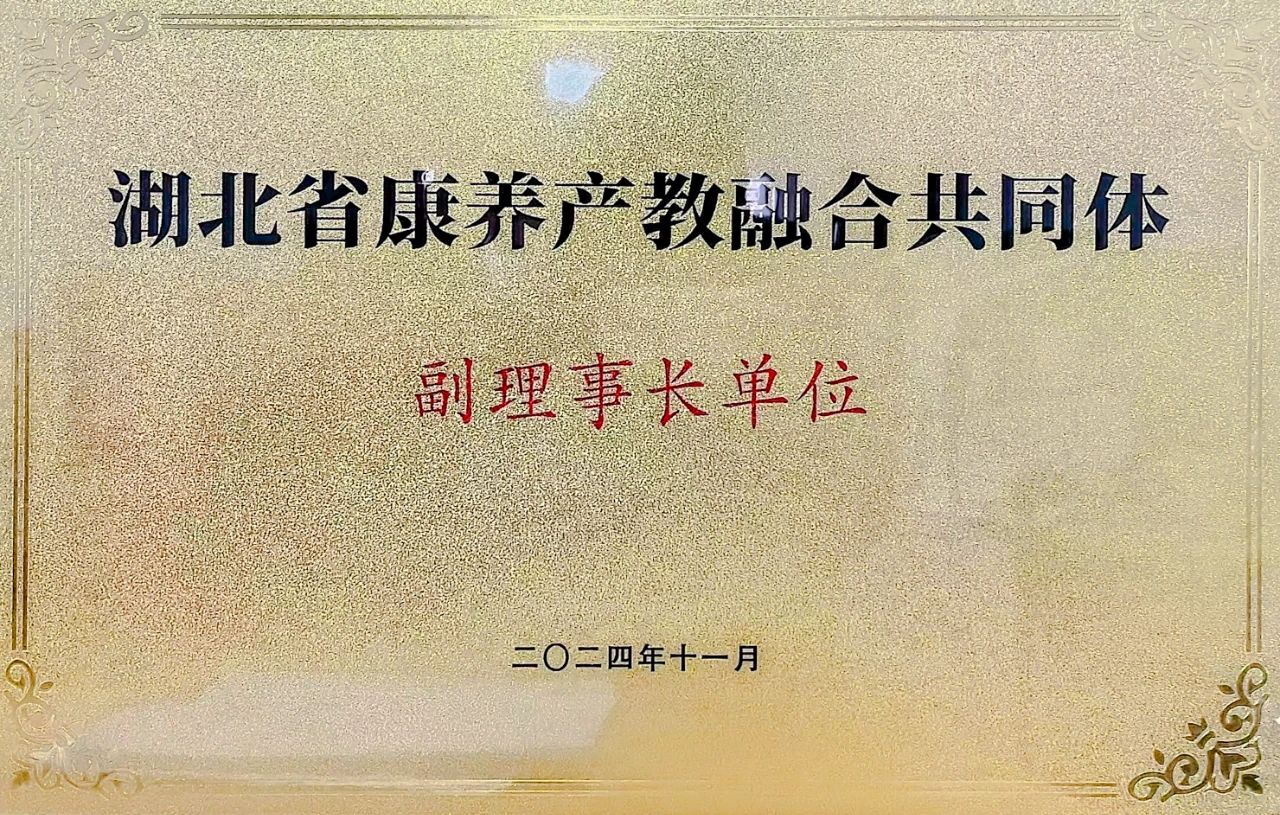 湖北省康养产教融合共同体
副理事长单位
二〇二四年十一月